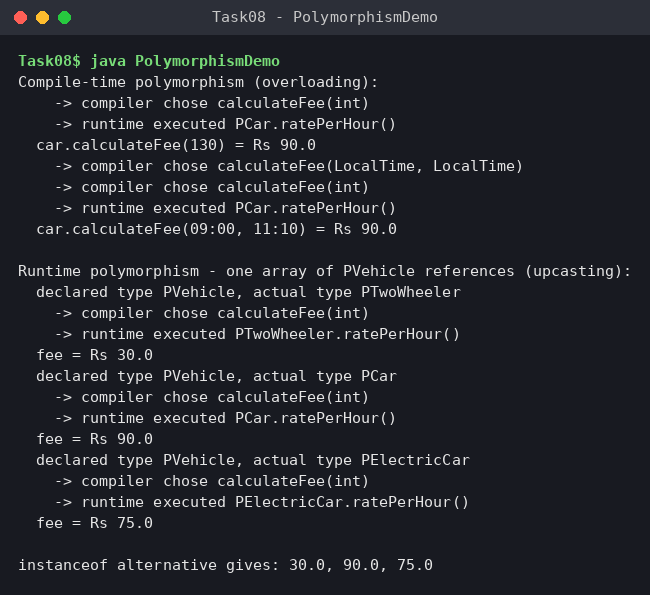 Task08 - PolymorphismDemo
Task08$ java PolymorphismDemo
Compile-time polymorphism (overloading):
    -> compiler chose calculateFee(int)
    -> runtime executed PCar.ratePerHour()
  car.calculateFee(130) = Rs 90.0
    -> compiler chose calculateFee(LocalTime, LocalTime)
    -> compiler chose calculateFee(int)
    -> runtime executed PCar.ratePerHour()
  car.calculateFee(09:00, 11:10) = Rs 90.0

Runtime polymorphism - one array of PVehicle references (upcasting):
  declared type PVehicle, actual type PTwoWheeler
    -> compiler chose calculateFee(int)
    -> runtime executed PTwoWheeler.ratePerHour()
  fee = Rs 30.0
  declared type PVehicle, actual type PCar
    -> compiler chose calculateFee(int)
    -> runtime executed PCar.ratePerHour()
  fee = Rs 90.0
  declared type PVehicle, actual type PElectricCar
    -> compiler chose calculateFee(int)
    -> runtime executed PElectricCar.ratePerHour()
  fee = Rs 75.0

instanceof alternative gives: 30.0, 90.0, 75.0